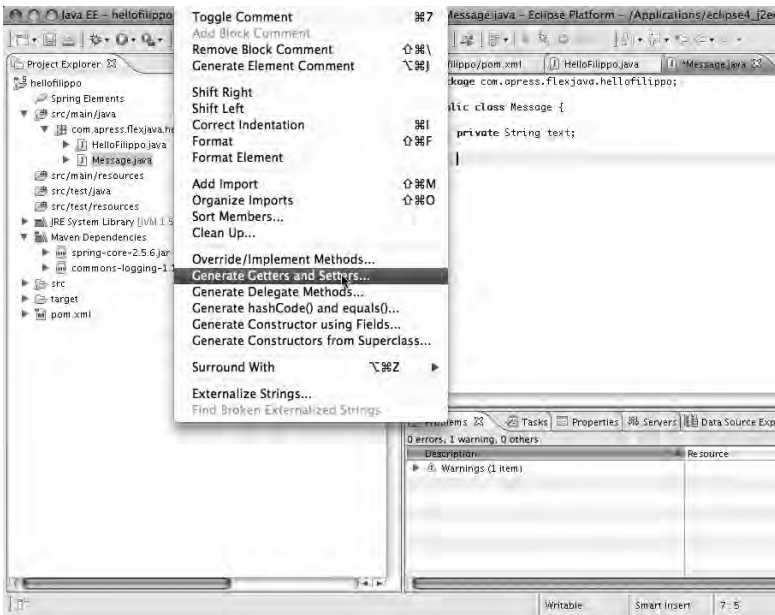 Java EE – hellofilippo
Message.java – Eclipse Platform – /Applications/eclipse4_j2e
Project Explorer
hellofilippo
Spring Elements
src/main/java
com.apress.flexjava.he
HelloFilippo.java
Message.java
src/main/resources
src/test/java
src/test/resources
JRE System Library [JVM 1.5
Maven Dependencies
spring-core-2.5.6.jar
commons-logging-1.1
src
target
pom.xml
Toggle Comment ⌘7
Add Block Comment
Remove Block Comment ⇧⌘\
Generate Element Comment ⌥⌘J
Shift Right
Shift Left
Correct Indentation ⌘I
Format ⇧⌘F
Format Element
Add Import ⇧⌘M
Organize Imports ⇧⌘O
Sort Members...
Clean Up...
Override/Implement Methods...
Generate Getters and Setters...
Generate Delegate Methods...
Generate hashCode() and equals()...
Generate Constructor using Fields...
Generate Constructors from Superclass...
Surround With ⌥⌘Z
Externalize Strings...
Find Broken Externalized Strings
filippo/pom.xml HelloFilippo.java *Message.java
kage com.apress.flexjava.hellofilippo;
lic class Message {
private String text;
Problems Tasks Properties Servers Data Source Exp
0 errors, 1 warning, 0 others
Description Resource
Warnings (1 item)
Writable Smart Insert 7 : 5